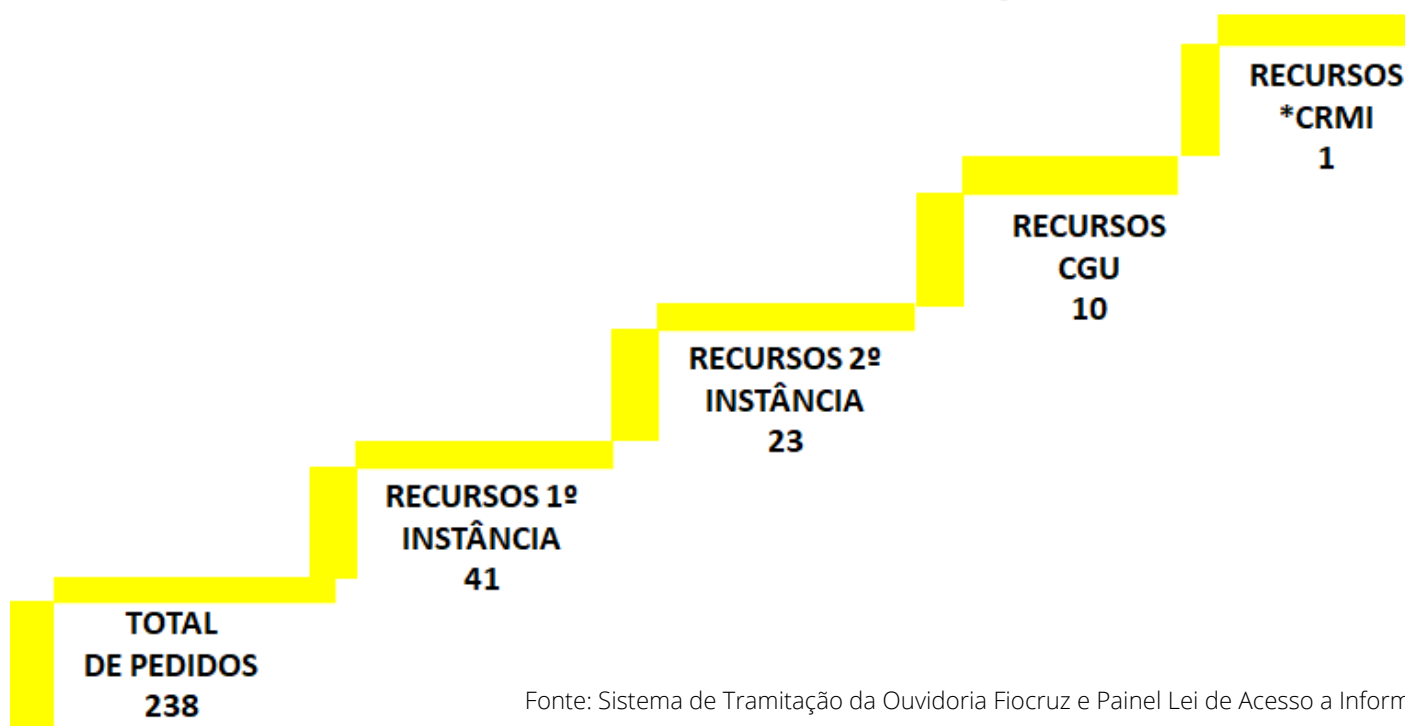 RECURSOS
*CRMI
1
RECURSOS
CGU
10
RECURSOS 2º
INSTÂNCIA
23
RECURSOS 1º
INSTÂNCIA
41
TOTAL
DE PEDIDOS
238
Fonte: Sistema de Tramitação da Ouvidoria Fiocruz e Painel Lei de Acesso a Inform